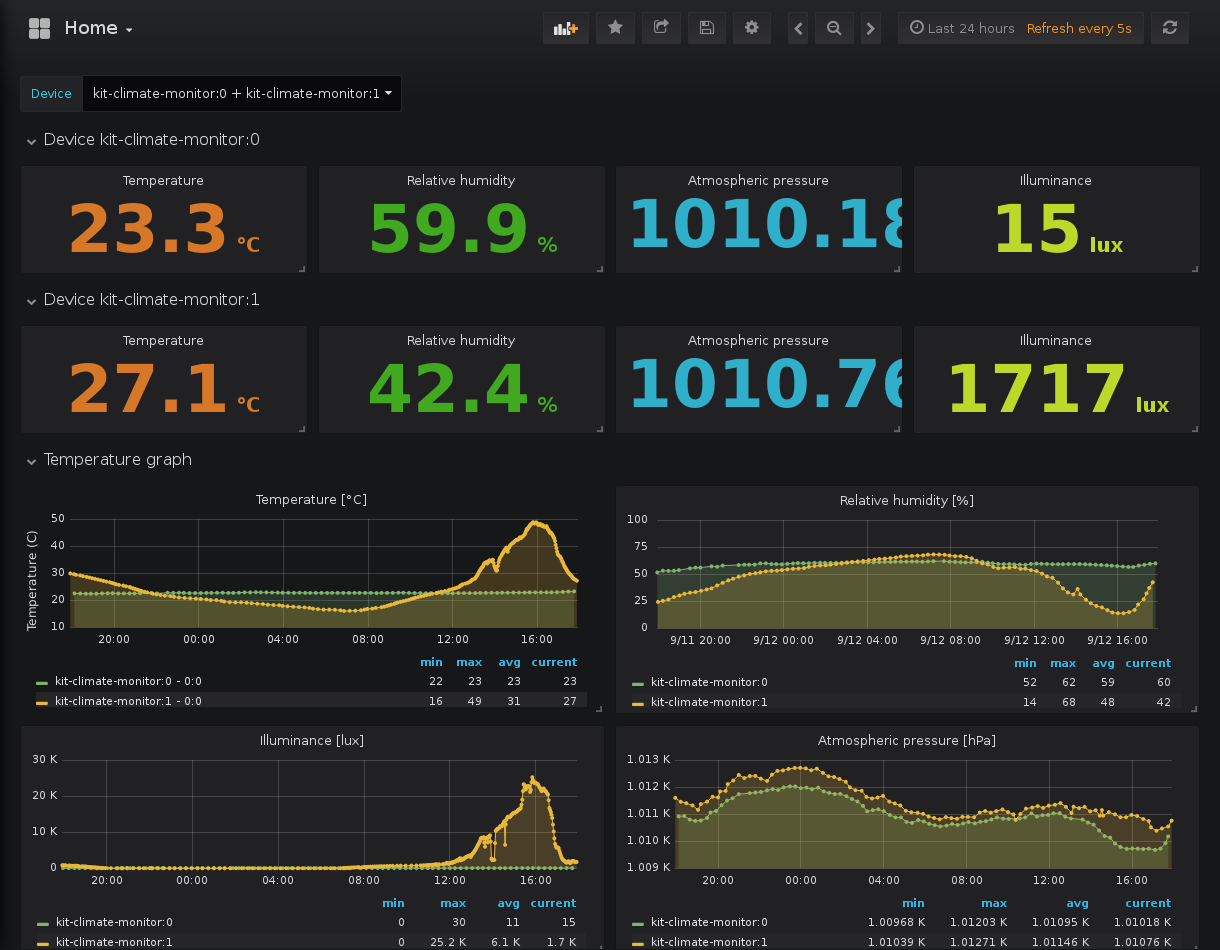 Home
Last 24 hours Refresh every 5s
Device kit-climate-monitor:0 + kit-climate-monitor:1
Device kit-climate-monitor:0
Temperature Relative humidity Atmospheric pressure Illuminance
23.3 °C 59.9 % 1010.18 15 lux
Device kit-climate-monitor:1
Temperature Relative humidity Atmospheric pressure Illuminance
27.1 °C 42.4 % 1010.76 1717 lux
Temperature graph
Temperature [°C]
Temperature (C)
50
40
30
20
10
20:00 00:00 04:00 08:00 12:00 16:00
min max avg current
kit-climate-monitor:0 - 0:0 22 23 23 23
kit-climate-monitor:1 - 0:0 16 49 31 27
Relative humidity [%]
100
75
50
25
0
9/11 20:00 9/12 00:00 9/12 04:00 9/12 08:00 9/12 12:00 9/12 16:00
min max avg current
kit-climate-monitor:0 52 62 59 60
kit-climate-monitor:1 14 68 48 42
Illuminance [lux]
30 K
20 K
10 K
0
20:00 00:00 04:00 08:00 12:00 16:00
min max avg current
kit-climate-monitor:0 0 30 11 15
kit-climate-monitor:1 0 25.2 K 6.1 K 1.7 K
Atmospheric pressure [hPa]
1.013 K
1.012 K
1.011 K
1.010 K
1.009 K
20:00 00:00 04:00 08:00 12:00 16:00
min max avg current
kit-climate-monitor:0 1.00968 K 1.01203 K 1.01095 K 1.01018 K
kit-climate-monitor:1 1.01039 K 1.01271 K 1.01146 K 1.01076 K